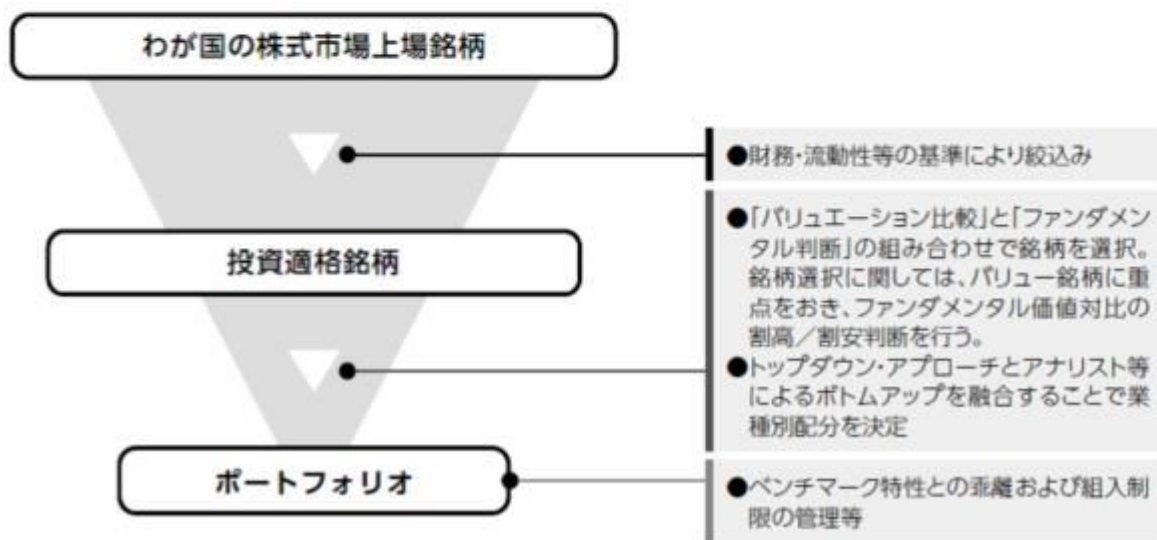 わが国の株式市場上場銘柄
●財務・流動性等の基準により絞込み
投資適格銘柄
●「バリュエーション比較」と「ファンダメン
タル判断」の組み合わせで銘柄を選択。
銘柄選択に関しては、バリュー銘柄に重
点をおき、ファンダメンタル価値対比の
割高／割安判断を行う。
●トップダウン・アプローチとアナリスト等
によるボトムアップを融合することで業
種別配分を決定
ポートフォリオ
●ベンチマーク特性との乖離および組入制
限の管理等